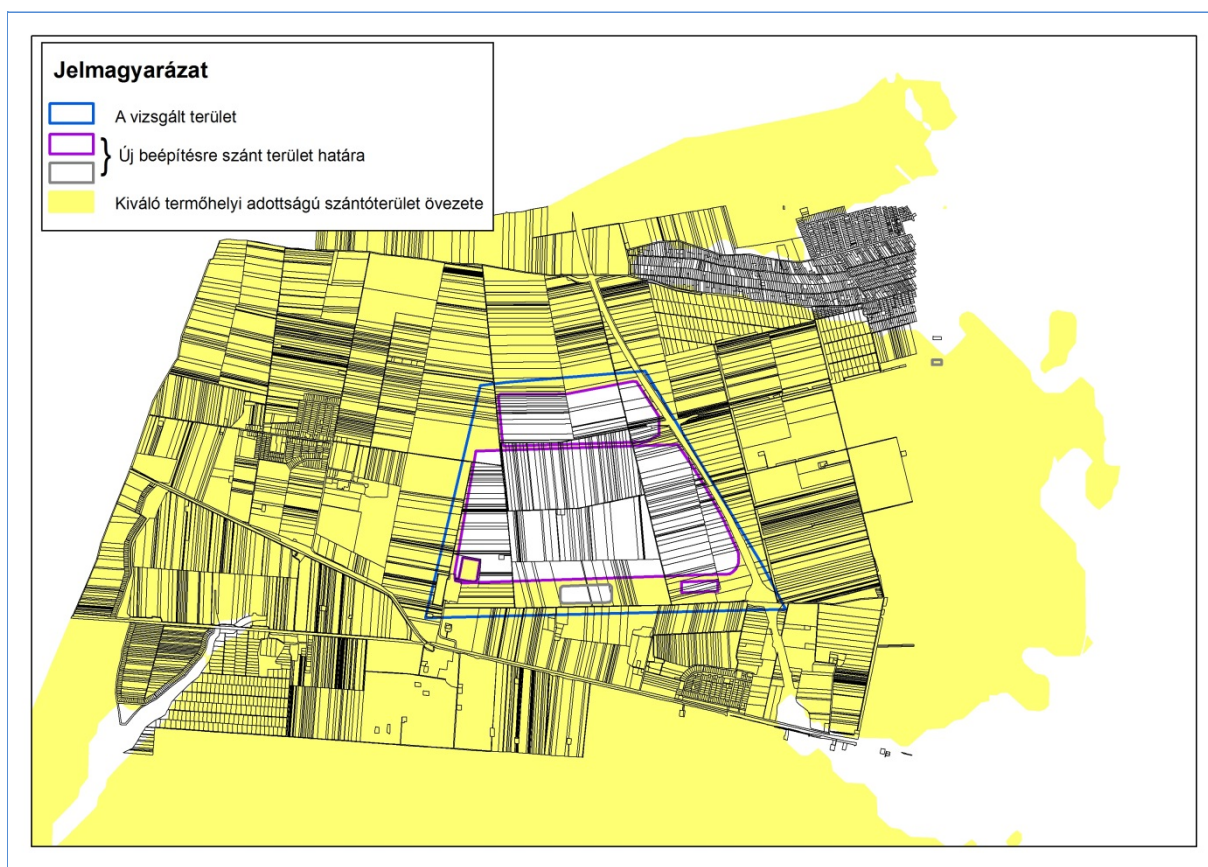 Jelmagyarázat
A vizsgált terület
Új beépítésre szánt terület határa
Kiváló termőhelyi adottságú szántóterület övezete